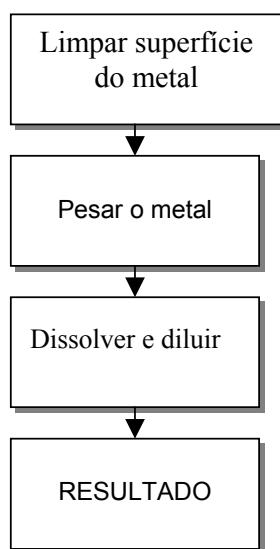 Limpar superfície
do metal
Pesar o metal
Dissolver e diluir
RESULTADO